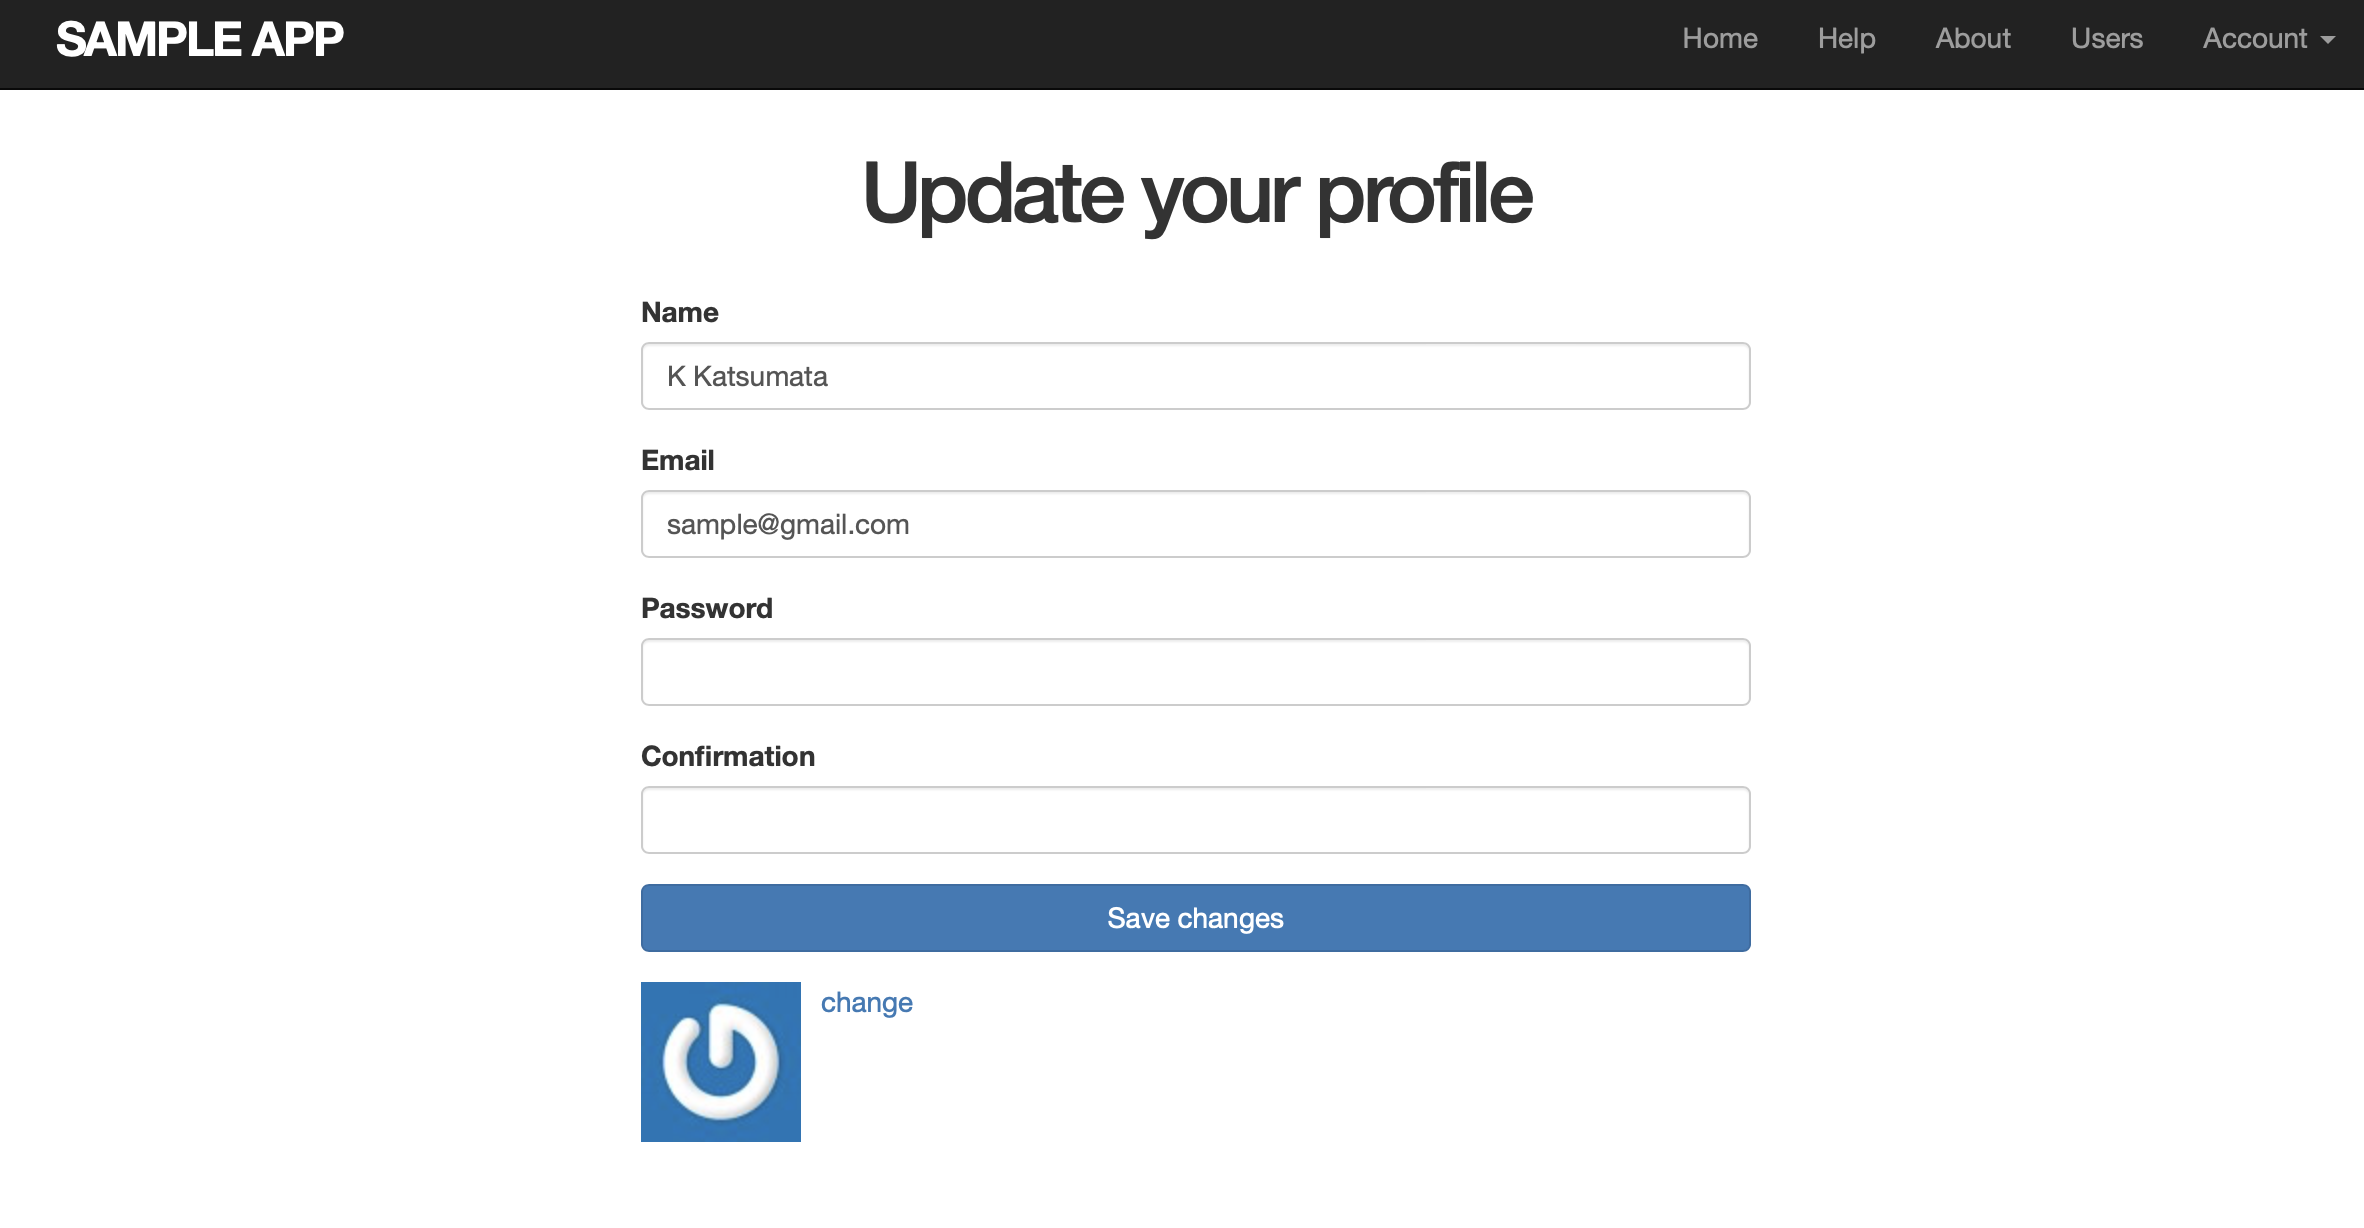 SAMPLE APP Home Help About Users Account
Update your profile
Name
K Katsumata
Email
sample@gmail.com
Password
Confirmation
Save changes
change